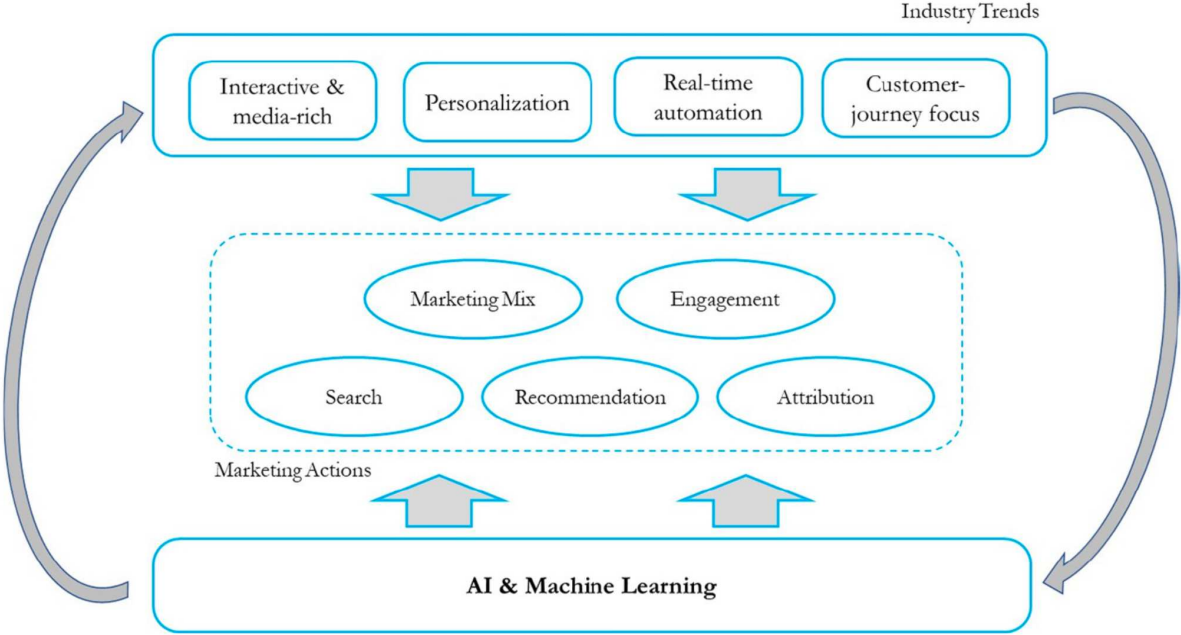 Industry Trends
Interactive &
media-rich
Personalization
Real-time
automation
Customer-
journey focus
Marketing Mix
Engagement
Search
Recommendation
Attribution
Marketing Actions
AI & Machine Learning